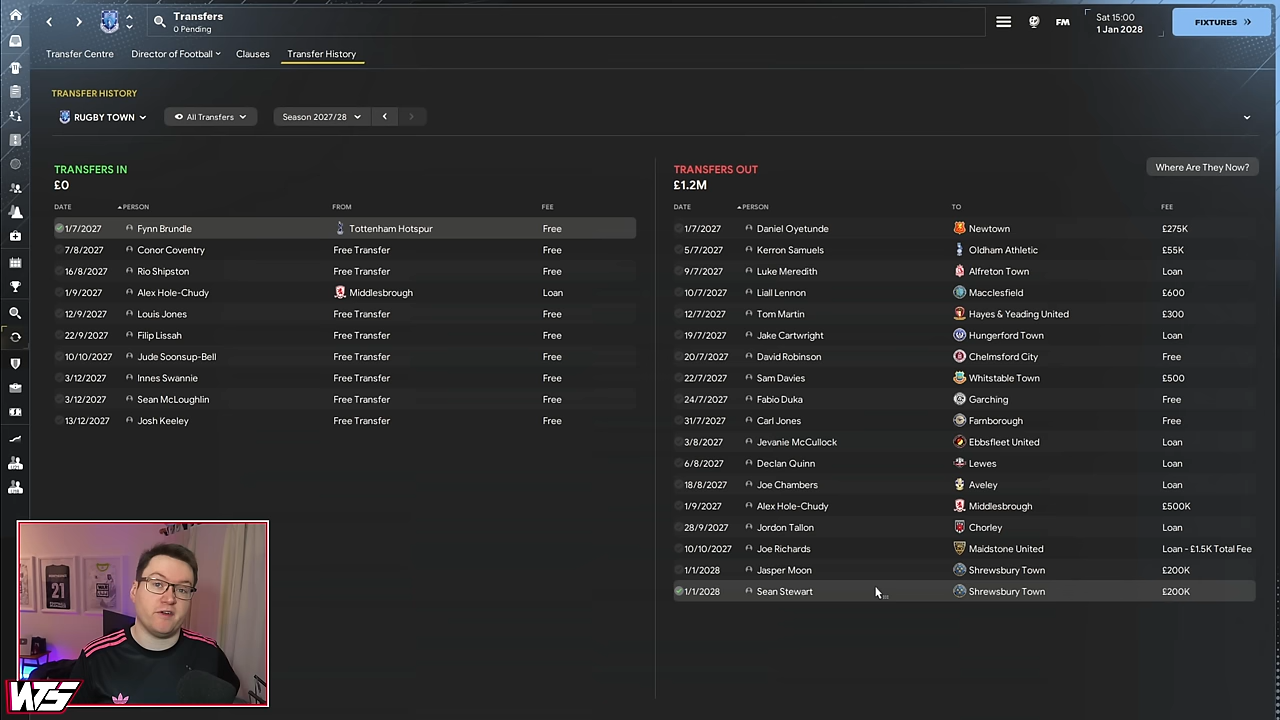 Transfers
0 Pending
FM
Sat 15:00
1 Jan 2028
FIXTURES
Transfer Centre
Director of Football
Clauses
Transfer History
TRANSFER HISTORY
RUGBY TOWN
All Transfers
Season 2027/28
TRANSFERS IN
£0
DATE PERSON FROM FEE
1/7/2027 Fynn Brundle Tottenham Hotspur Free
7/8/2027 Conor Coventry Free Transfer Free
16/8/2027 Rio Shipston Free Transfer Free
1/9/2027 Alex Hole-Chudy Middlesbrough Loan
12/9/2027 Louis Jones Free Transfer Free
22/9/2027 Filip Lissah Free Transfer Free
10/10/2027 Jude Soonsup-Bell Free Transfer Free
3/12/2027 Innes Swannie Free Transfer Free
3/12/2027 Sean McLoughlin Free Transfer Free
13/12/2027 Josh Keeley Free Transfer Free
TRANSFERS OUT
£1.2M
Where Are They Now?
DATE PERSON TO FEE
1/7/2027 Daniel Oyetunde Newtown £275K
5/7/2027 Kerron Samuels Oldham Athletic £55K
9/7/2027 Luke Meredith Alfreton Town Loan
10/7/2027 Liall Lennon Macclesfield £600
12/7/2027 Tom Martin Hayes & Yeading United £300
19/7/2027 Jake Cartwright Hungerford Town Loan
20/7/2027 David Robinson Chelmsford City Free
22/7/2027 Sam Davies Whitstable Town £500
24/7/2027 Fabio Duka Garching Free
31/7/2027 Carl Jones Farnborough Free
3/8/2027 Jevanie McCullock Ebbsfleet United Loan
6/8/2027 Declan Quinn Lewes Loan
18/8/2027 Joe Chambers Aveley Loan
1/9/2027 Alex Hole-Chudy Middlesbrough £500K
28/9/2027 Jordon Tallon Chorley Loan
10/10/2027 Joe Richards Maidstone United Loan - £1.5K Total Fee
1/1/2028 Jasper Moon Shrewsbury Town £200K
1/1/2028 Sean Stewart Shrewsbury Town £200K
21
WTS